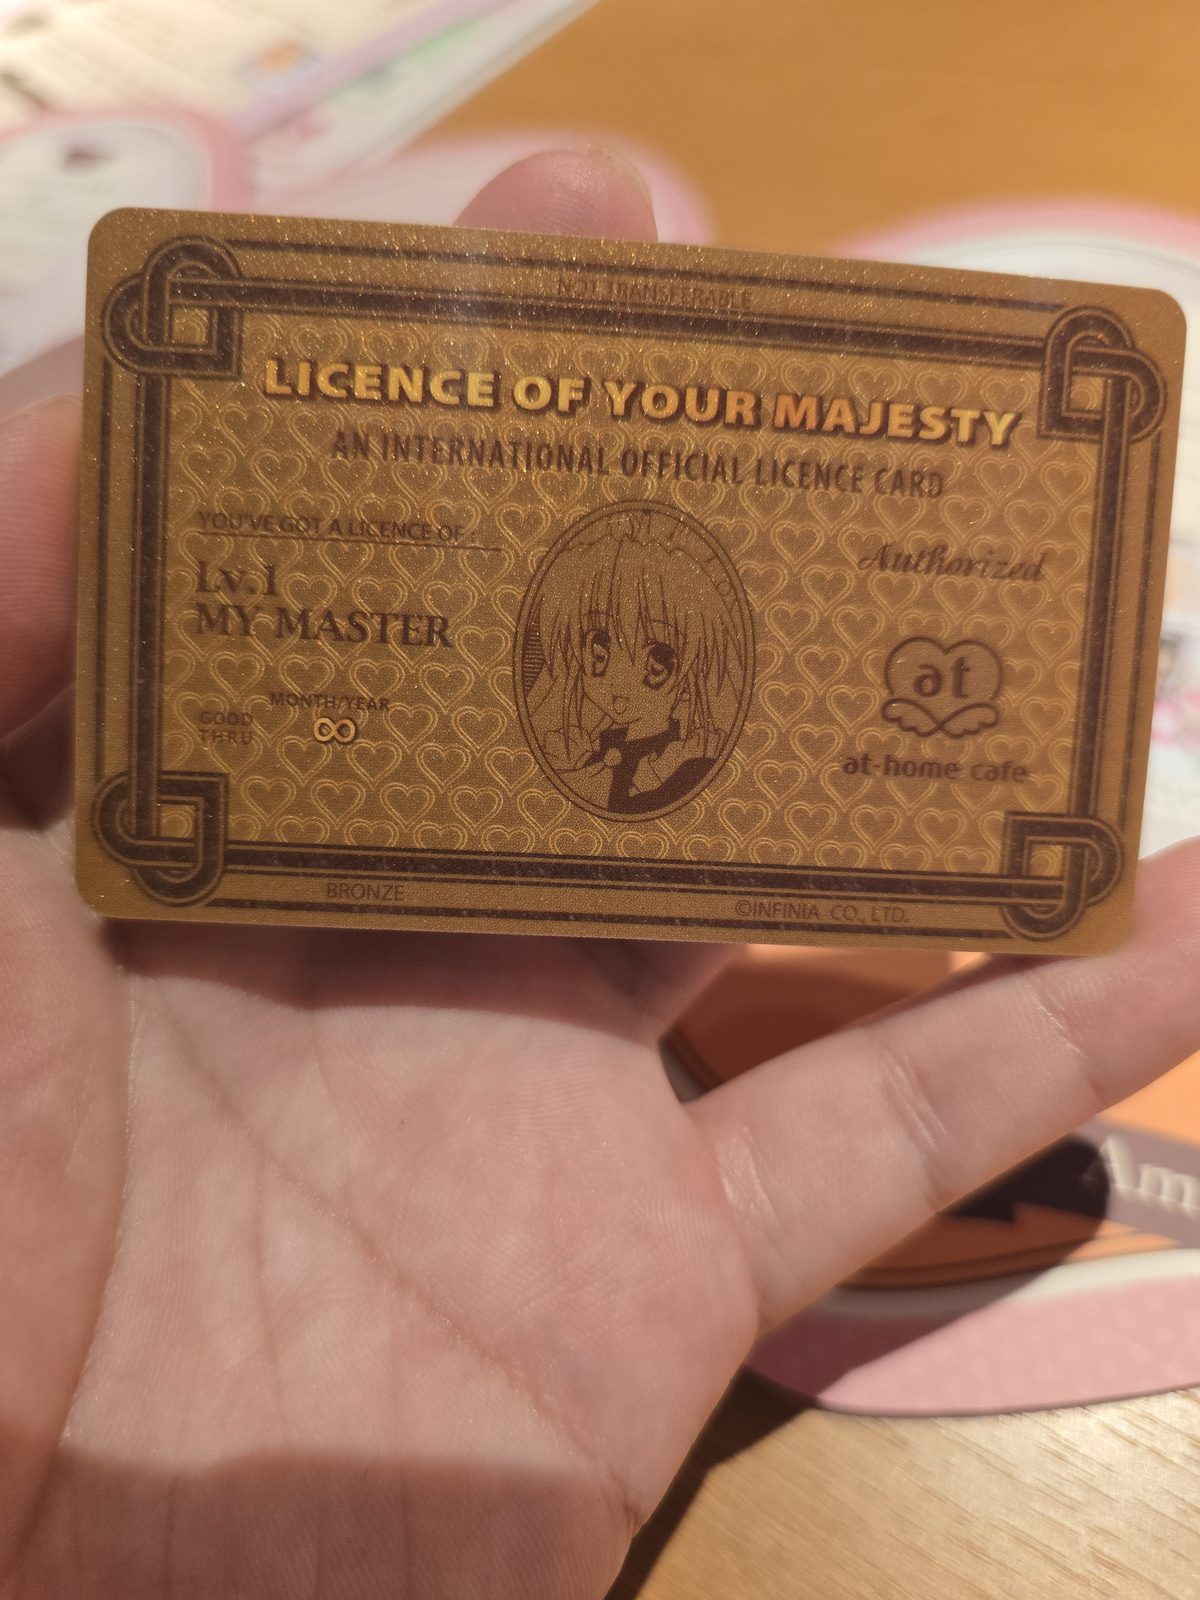 NOT TRANSFERABLE
LICENCE OF YOUR MAJESTY
AN INTERNATIONAL OFFICIAL LICENCE CARD
YOU'VE GOT A LICENCE OF :
Lv.1
MY MASTER
MONTH/YEAR
GOOD
THRU
∞
Authorized
at
at-home cafe
BRONZE
©INFINIA CO., LTD.
Am